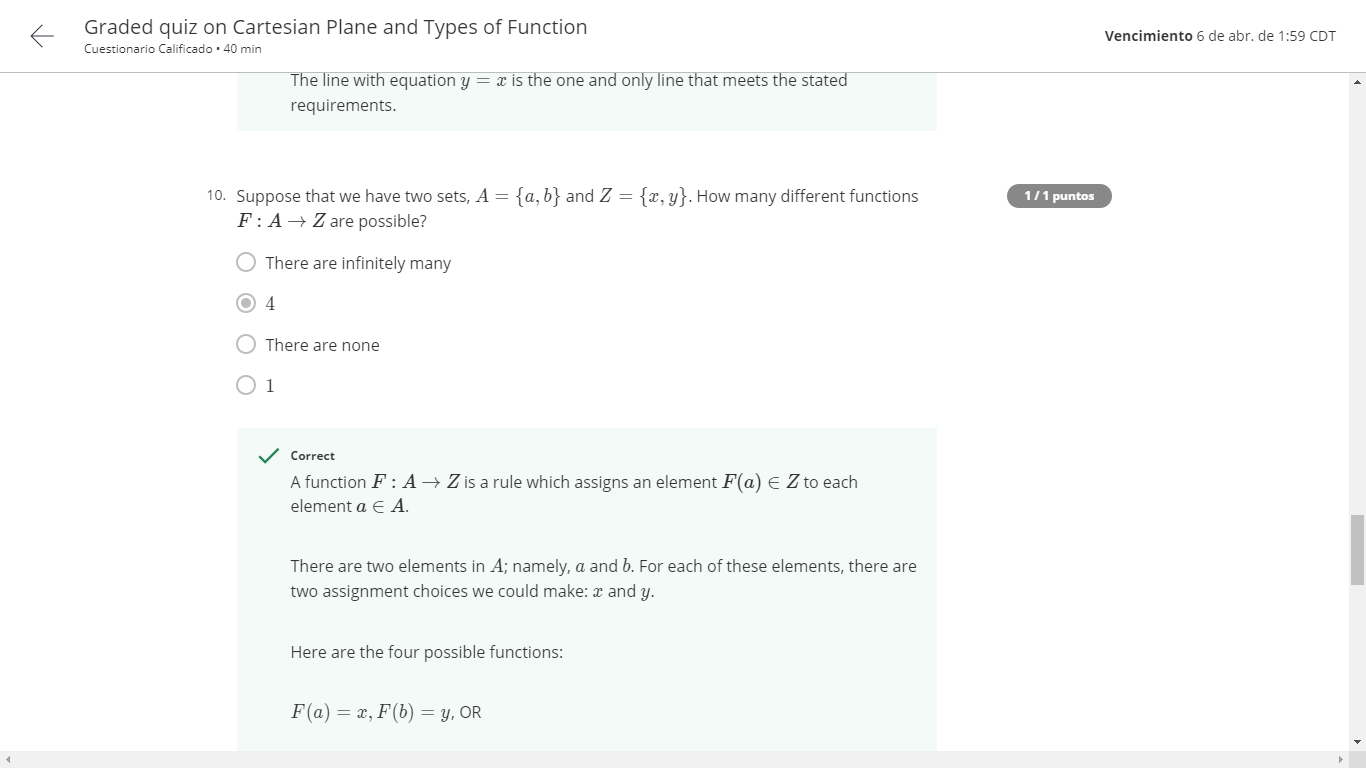 Graded quiz on Cartesian Plane and Types of Function
Cuestionario Calificado • 40 min
Vencimiento 6 de abr. de 1:59 CDT
The line with equation y = x is the one and only line that meets the stated
requirements.
10. Suppose that we have two sets, A = {a, b} and Z = {x, y}. How many different functions
F : A → Z are possible?
1 / 1 puntos
There are infinitely many
4
There are none
1
Correct
A function F : A → Z is a rule which assigns an element F(a) ∈ Z to each
element a ∈ A.
There are two elements in A; namely, a and b. For each of these elements, there are
two assignment choices we could make: x and y.
Here are the four possible functions:
F(a) = x, F(b) = y, OR